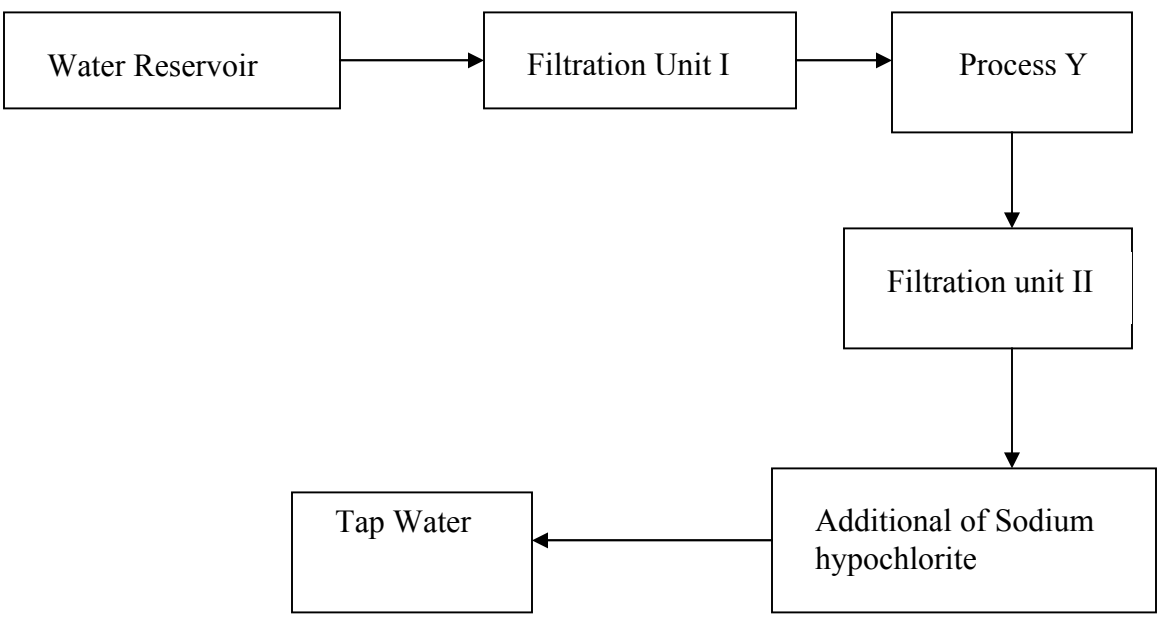 Water Reservoir
Filtration Unit I
Process Y
Filtration unit II
Additional of Sodium
hypochlorite
Tap Water